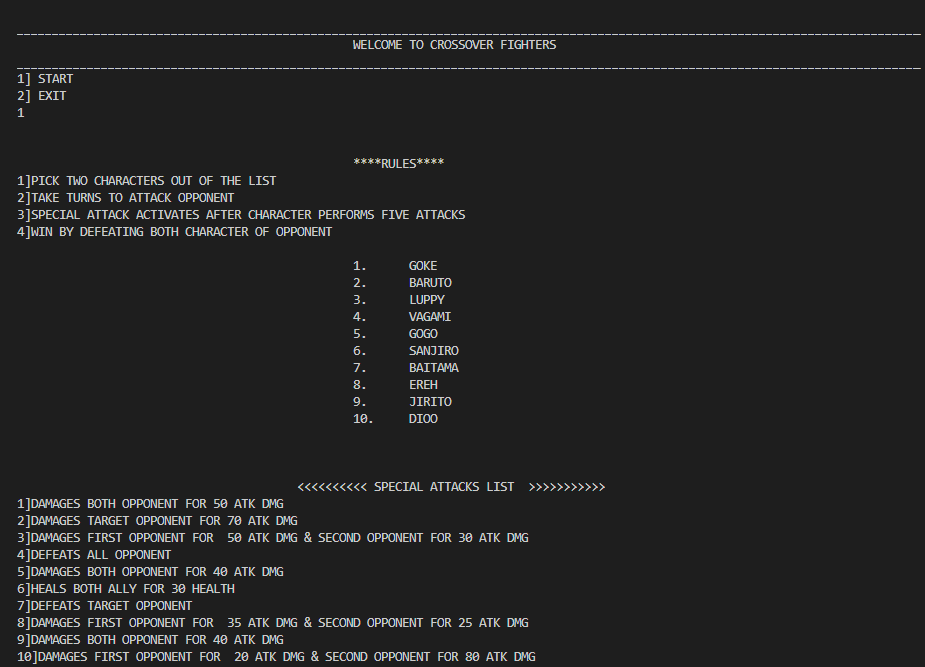 WELCOME TO CROSSOVER FIGHTERS
1] START
2] EXIT
1
****RULES****
1]PICK TWO CHARACTERS OUT OF THE LIST
2]TAKE TURNS TO ATTACK OPPONENT
3]SPECIAL ATTACK ACTIVATES AFTER CHARACTER PERFORMS FIVE ATTACKS
4]WIN BY DEFEATING BOTH CHARACTER OF OPPONENT
1. GOKE
2. BARUTO
3. LUPPY
4. VAGAMI
5. GOGO
6. SANJIRO
7. BAITAMA
8. EREH
9. JIRITO
10. DIOO
<<<<<<<<<< SPECIAL ATTACKS LIST >>>>>>>>>>>
1]DAMAGES BOTH OPPONENT FOR 50 ATK DMG
2]DAMAGES TARGET OPPONENT FOR 70 ATK DMG
3]DAMAGES FIRST OPPONENT FOR  50 ATK DMG & SECOND OPPONENT FOR 30 ATK DMG
4]DEFEATS ALL OPPONENT
5]DAMAGES BOTH OPPONENT FOR 40 ATK DMG
6]HEALS BOTH ALLY FOR 30 HEALTH
7]DEFEATS TARGET OPPONENT
8]DAMAGES FIRST OPPONENT FOR  35 ATK DMG & SECOND OPPONENT FOR 25 ATK DMG
9]DAMAGES BOTH OPPONENT FOR 40 ATK DMG
10]DAMAGES FIRST OPPONENT FOR  20 ATK DMG & SECOND OPPONENT FOR 80 ATK DMG